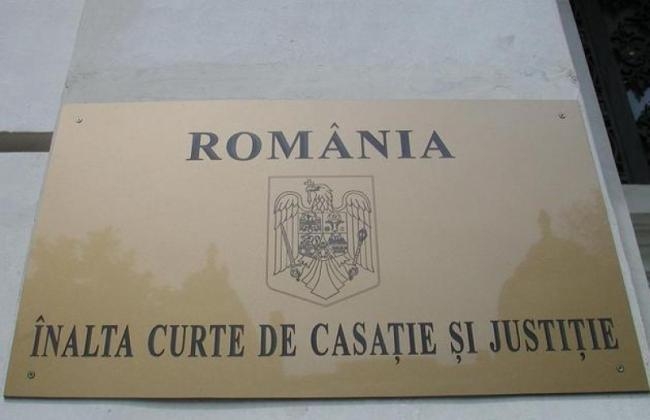 ROMÂNIA
ÎNALTA CURTE DE CASAȚIE ȘI JUSTIȚIE